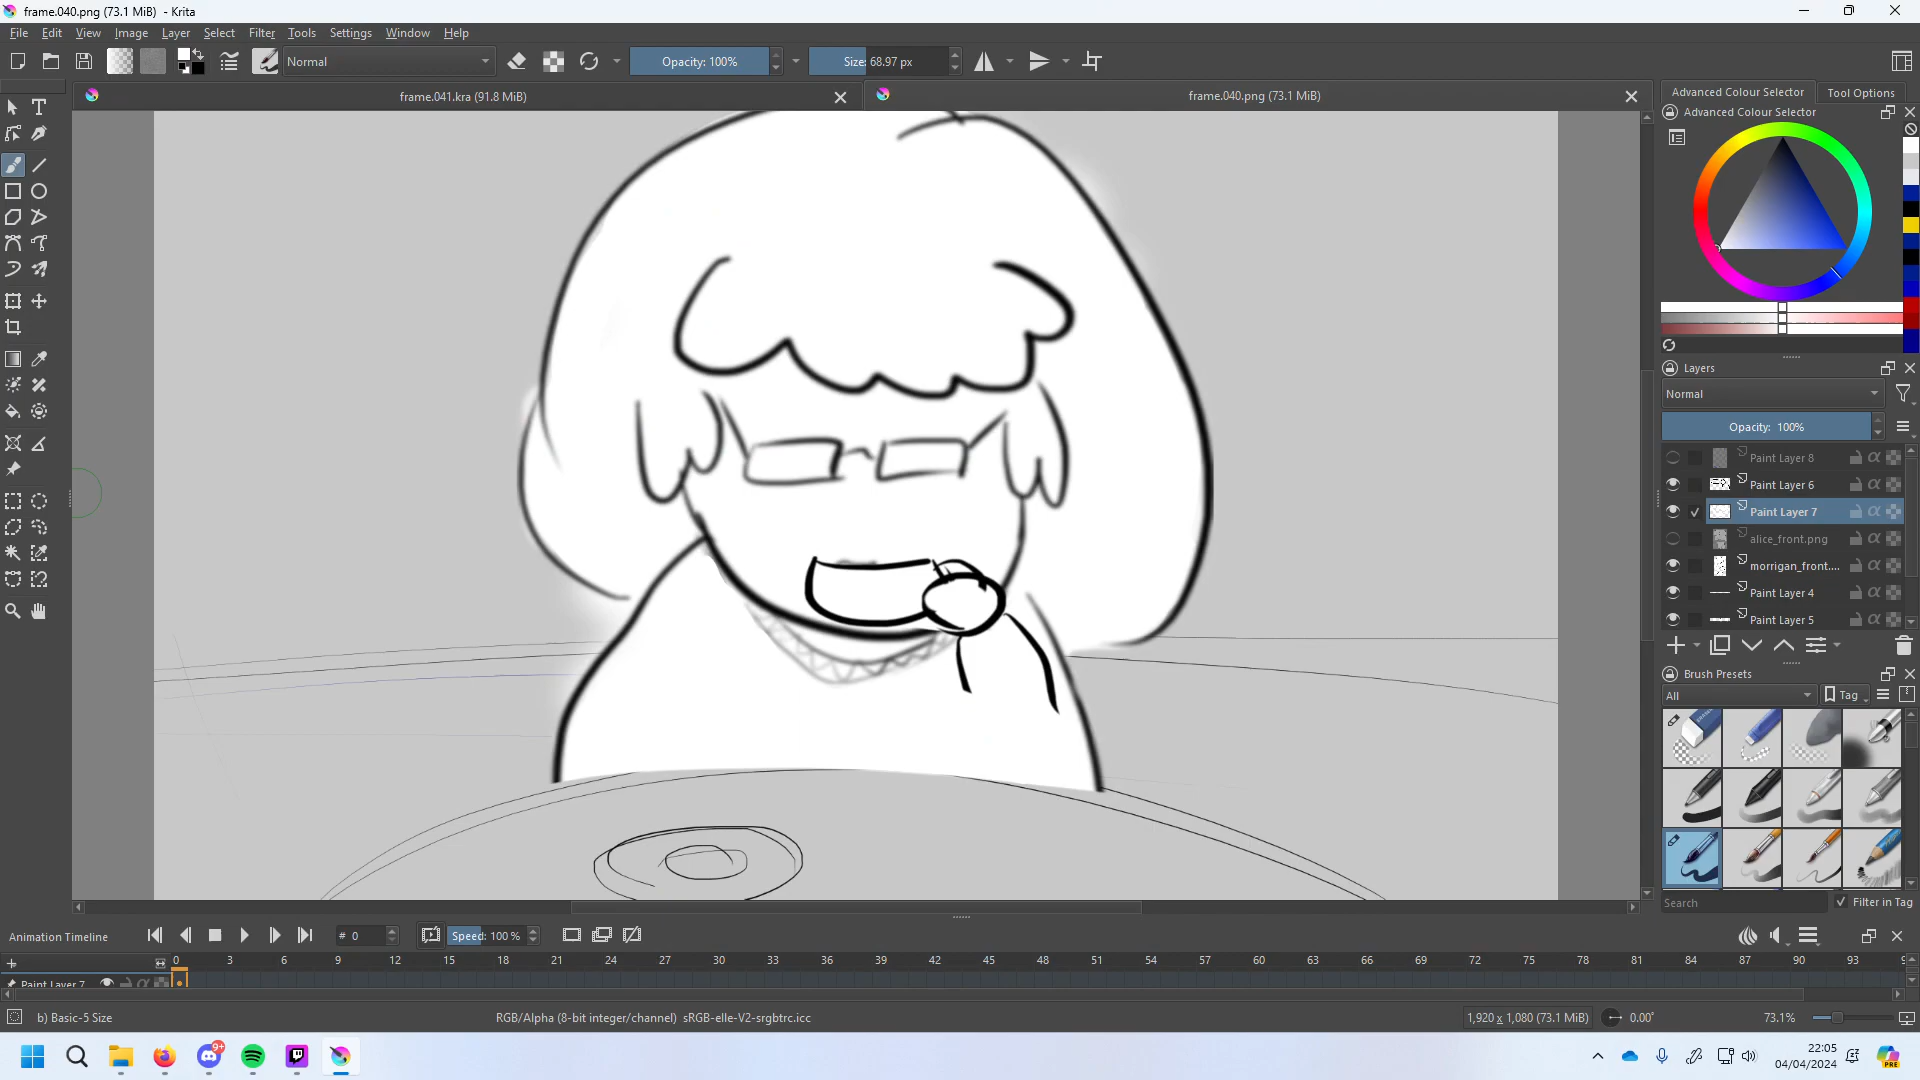 frame.040.png (73.1 MiB)  - Krita
File Edit View Image Layer Select Filter Tools Settings Window Help
Normal Opacity: 100% Size: 68.97 px
frame.041.kra (91.8 MiB) frame.040.png (73.1 MiB)
Advanced Colour Selector Tool Options
Advanced Colour Selector
Layers
Normal
Opacity:  100%
Paint Layer 8
Paint Layer 6
Paint Layer 7
alice_front.png
morrigan_front....
Paint Layer 4
Paint Layer 5
Brush Presets
All Tag
Search Filter in Tag
Animation Timeline # 0 Speed: 100 %
0 3 6 9 12 15 18 21 24 27 30 33 36 39 42 45 48 51 54 57 60 63 66 69 72 75 78 81 84 87 90 93
Paint Layer 7
b) Basic-5 Size RGB/Alpha (8-bit integer/channel)  sRGB-elle-V2-srgbtrc.icc 1,920 x 1,080 (73.1 MiB) 0.00° 73.1%
9+ 22:05
04/04/2024
PRE